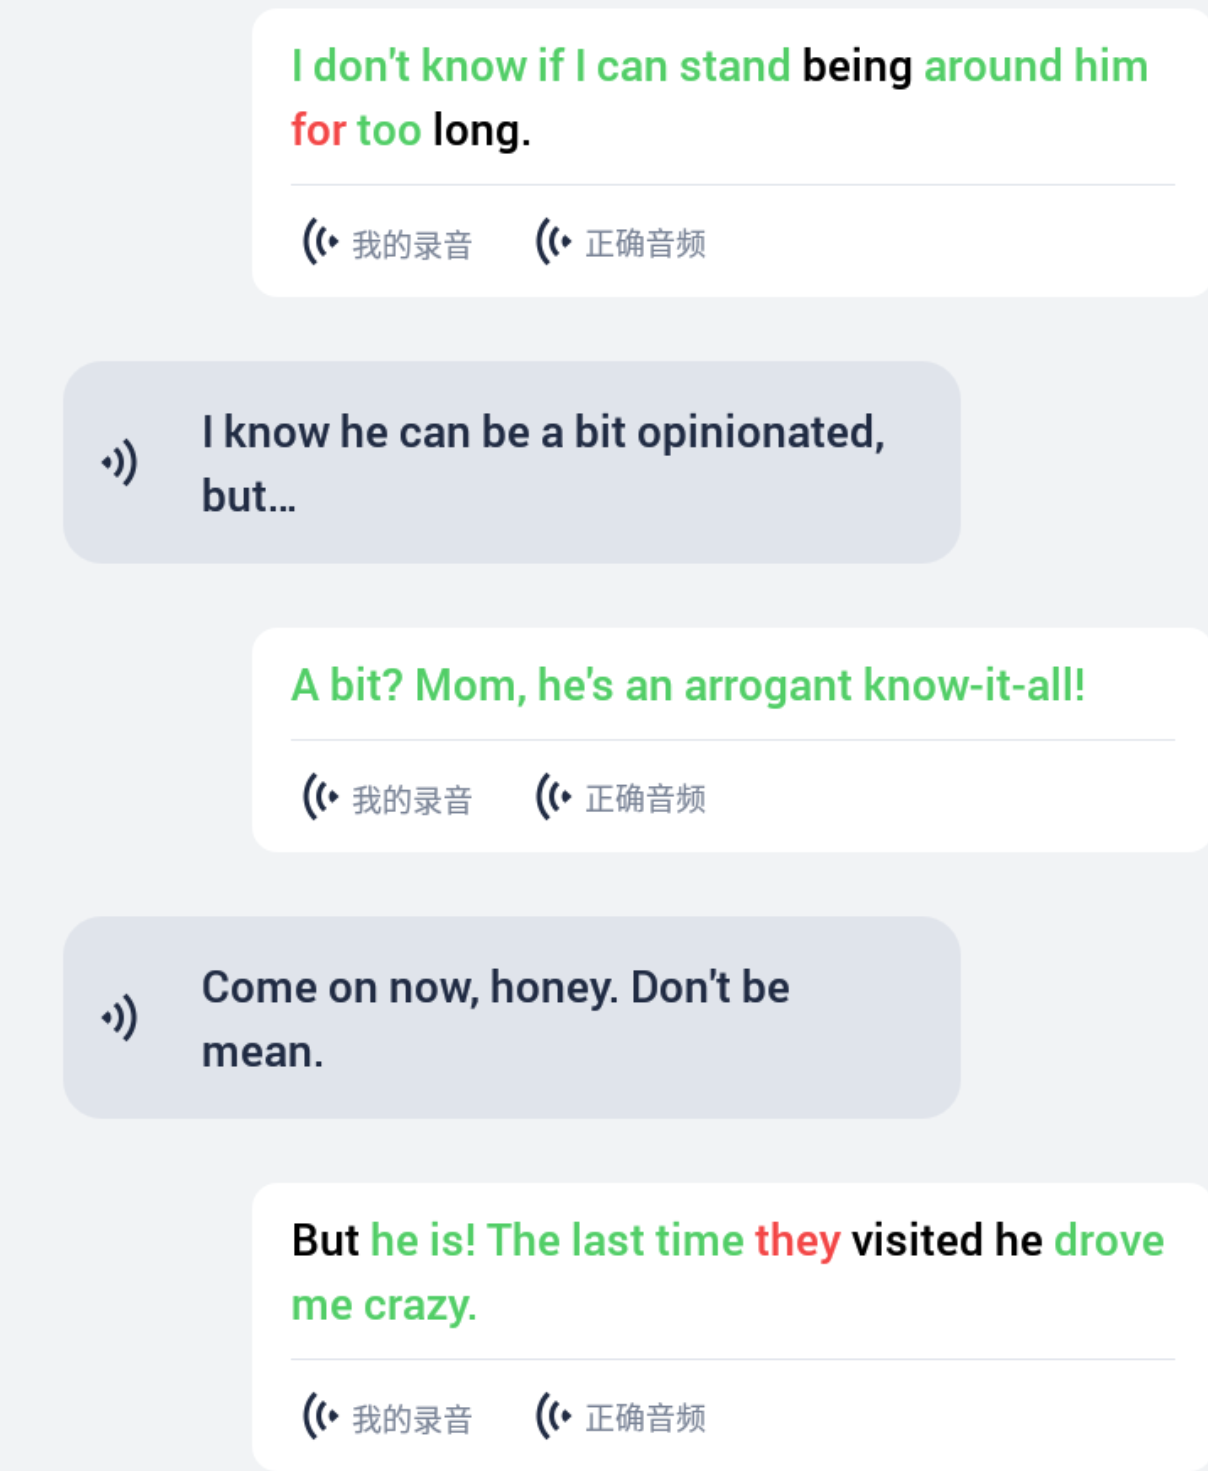 I don't know if I can stand being around him
for too long.
我的录音 正确音频
I know he can be a bit opinionated,
but...
A bit? Mom, he's an arrogant know-it-all!
我的录音 正确音频
Come on now, honey. Don't be
mean.
But he is! The last time they visited he drove
me crazy.
我的录音 正确音频